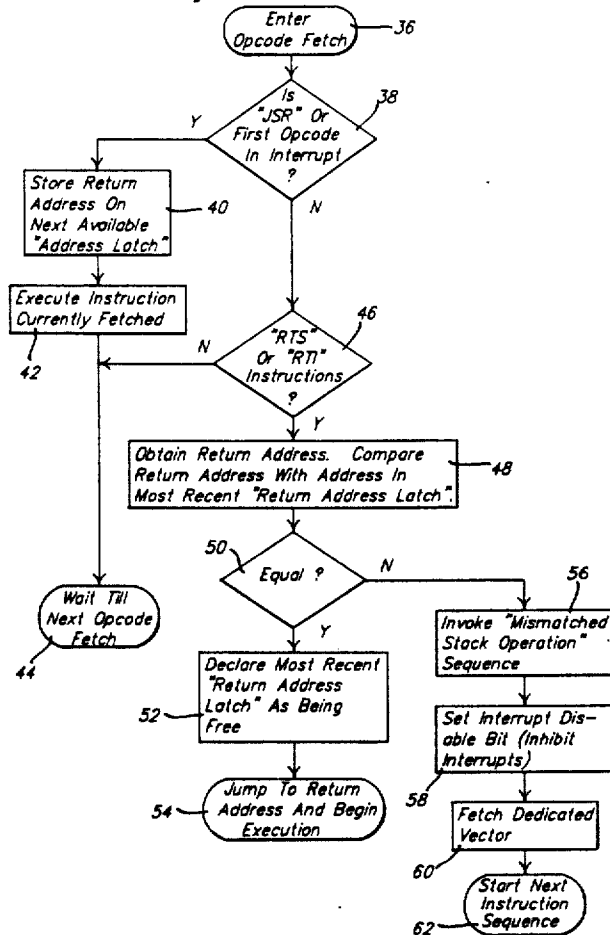 Enter
Opcode Fetch
36
Is
"JSR" Or
First Opcode
In Interrupt
?
38
Y
N
Store Return
Address On
Next Available
"Address Latch"
40
Execute Instruction
Currently Fetched
42
"RTS"
Or "RTI"
Instructions
?
46
N
Y
Obtain Return Address. Compare
Return Address With Address In
Most Recent "Return Address Latch".
48
50
Equal ?
N
Y
Wait Till
Next Opcode
Fetch
44
Declare Most Recent
"Return Address
Latch" As Being
Free
52
Jump To Return
Address And Begin
Execution
54
56
Invoke "Mismatched
Stack Operation"
Sequence
Set Interrupt Dis-
able Bit (Inhibit
Interrupts)
58
Fetch Dedicated
Vector
60
Start Next
Instruction
Sequence
62